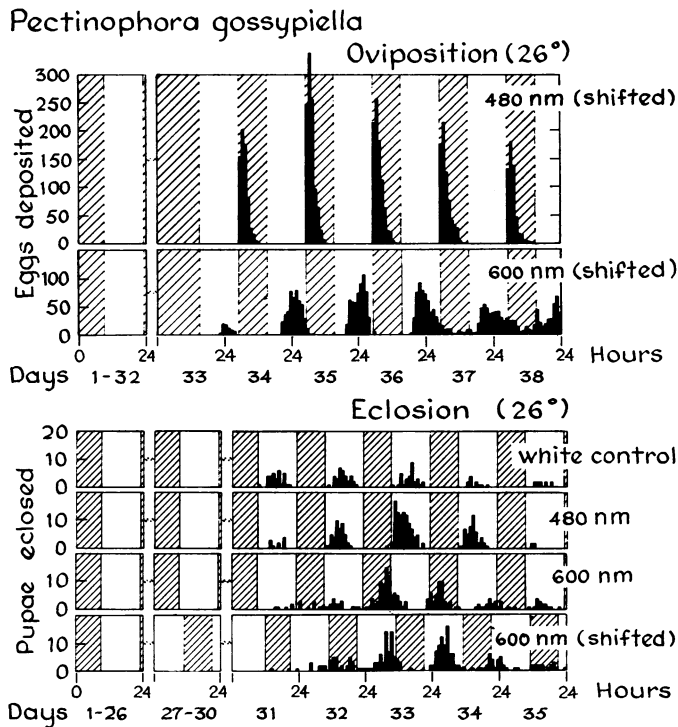 Pectinophora gossypiella
Oviposition (26°)
Eggs deposited
300
250
200
150
100
50
0
480 nm (shifted)
100
50
0
600 nm (shifted)
0 24 24 24 24 24 24 24 Hours
Days 1-32 33 34 35 36 37 38
Eclosion (26°)
Pupae eclosed
20
10
0
white control
10
0
480 nm
10
0
600 nm
10
0
600 nm (shifted)
0 24 24 24 24 24 24 24 Hours
Days 1-26 27-30 31 32 33 34 35